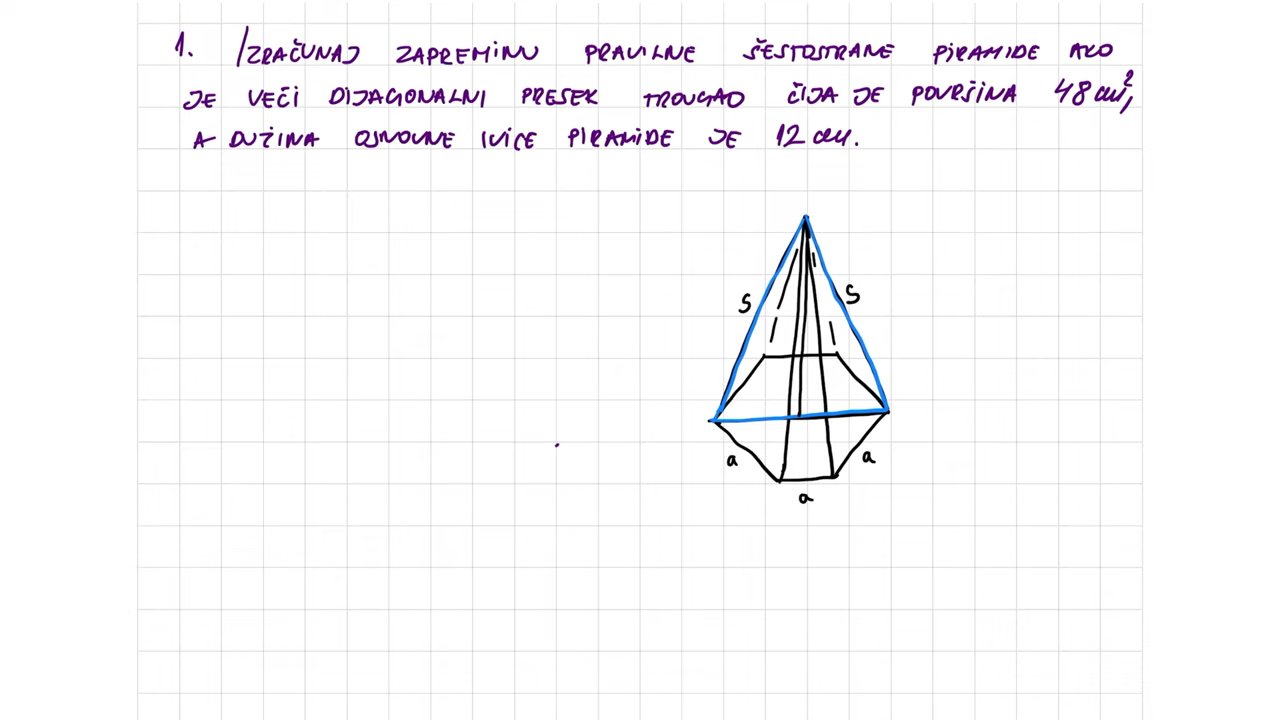 1. IZRAČUNAJ ZAPREMINU PRAVILNE ŠESTOSTRANE PIRAMIDE AKO
JE VEĆI DIJAGONALNI PRESEK TROUGAO ČIJA JE POVRŠINA 48 cm²,
A DUŽINA OSNOVNE IVICE PIRAMIDE JE 12 cm.
S S
a a
a